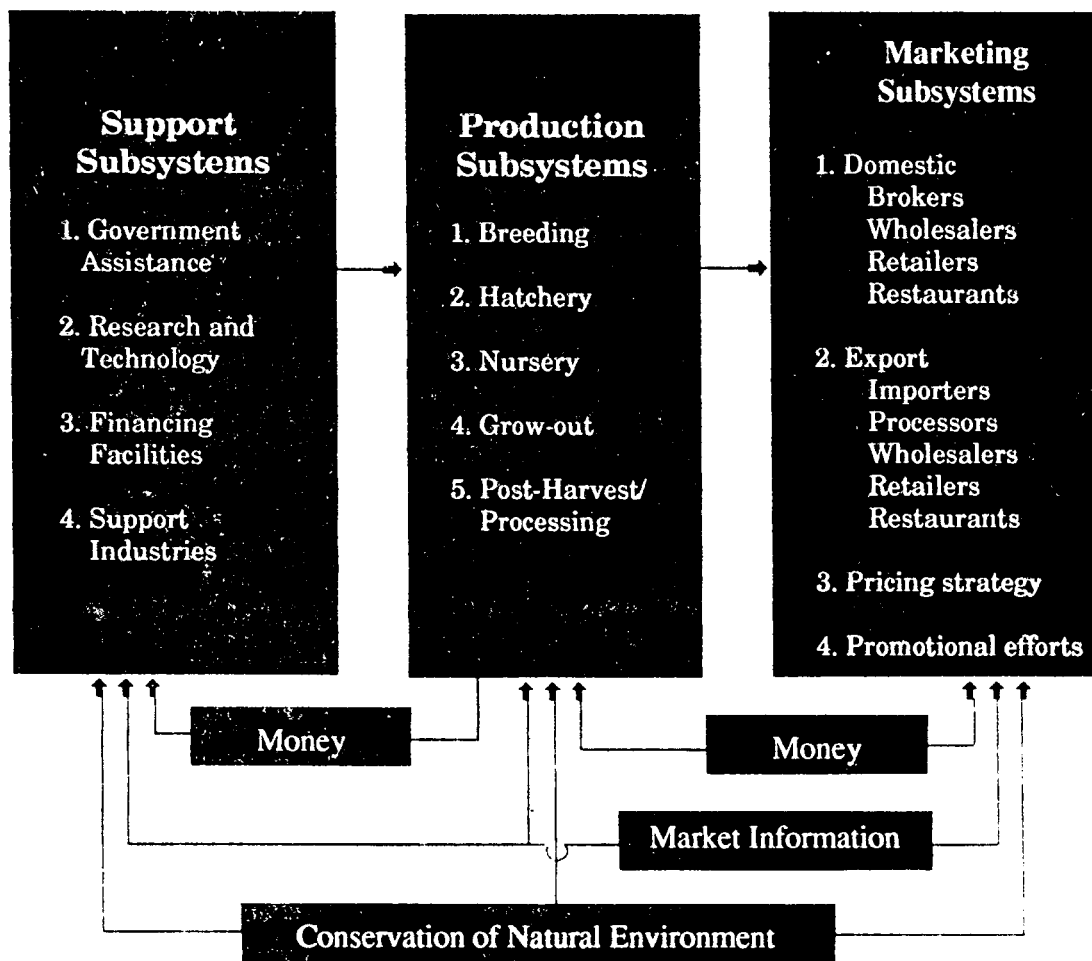 Support
Subsystems
1. Government
Assistance
2. Research and
Technology
3. Financing
Facilities
4. Support
Industries
Production
Subsystems
1. Breeding
2. Hatchery
3. Nursery
4. Grow-out
5. Post-Harvest/
Processing
Marketing
Subsystems
1. Domestic
Brokers
Wholesalers
Retailers
Restaurants
2. Export
Importers
Processors
Wholesalers
Retailers
Restaurants
3. Pricing strategy
4. Promotional efforts
Money
Money
Market Information
Conservation of Natural Environment